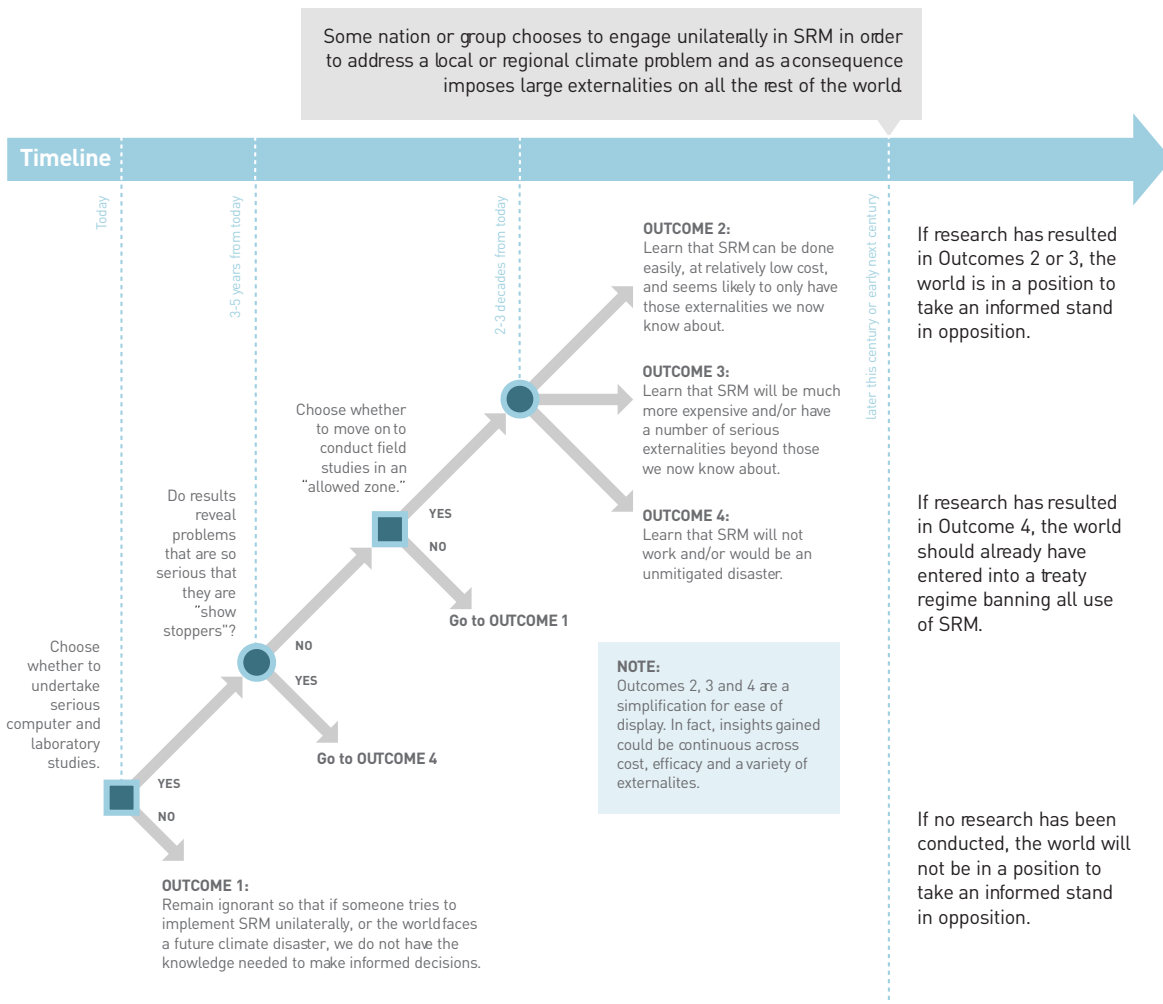 Some nation or group chooses to engage unilaterally in SRM in order
to address a local or regional climate problem and as a consequence
imposes large externalities on all the rest of the world.
Timeline
Today
3-5 years from today
2-3 decades from today
later this century or early next century
OUTCOME 2:
Learn that SRM can be done
easily, at relatively low cost,
and seems likely to only have
those externalities we now
know about.
OUTCOME 3:
Learn that SRM will be much
more expensive and/or have
a number of serious
externalities beyond those
we now know about.
OUTCOME 4:
Learn that SRM will not
work and/or would be an
unmitigated disaster.
Choose whether
to move on to
conduct field
studies in an
"allowed zone."
YES
NO
Go to OUTCOME 1
Do results
reveal
problems
that are so
serious that
they are
"show
stoppers"?
NO
YES
Go to OUTCOME 4
Choose
whether to
undertake
serious
computer and
laboratory
studies.
YES
NO
OUTCOME 1:
Remain ignorant so that if someone tries to
implement SRM unilaterally, or the world faces
a future climate disaster, we do not have the
knowledge needed to make informed decisions.
NOTE:
Outcomes 2, 3 and 4 are a
simplification for ease of
display. In fact, insights gained
could be continuous across
cost, efficacy and a variety of
externalites.
If research has resulted
in Outcomes 2 or 3, the
world is in a position to
take an informed stand
in opposition.
If research has resulted
in Outcome 4, the world
should already have
entered into a treaty
regime banning all use
of SRM.
If no research has been
conducted, the world will
not be in a position to
take an informed stand
in opposition.